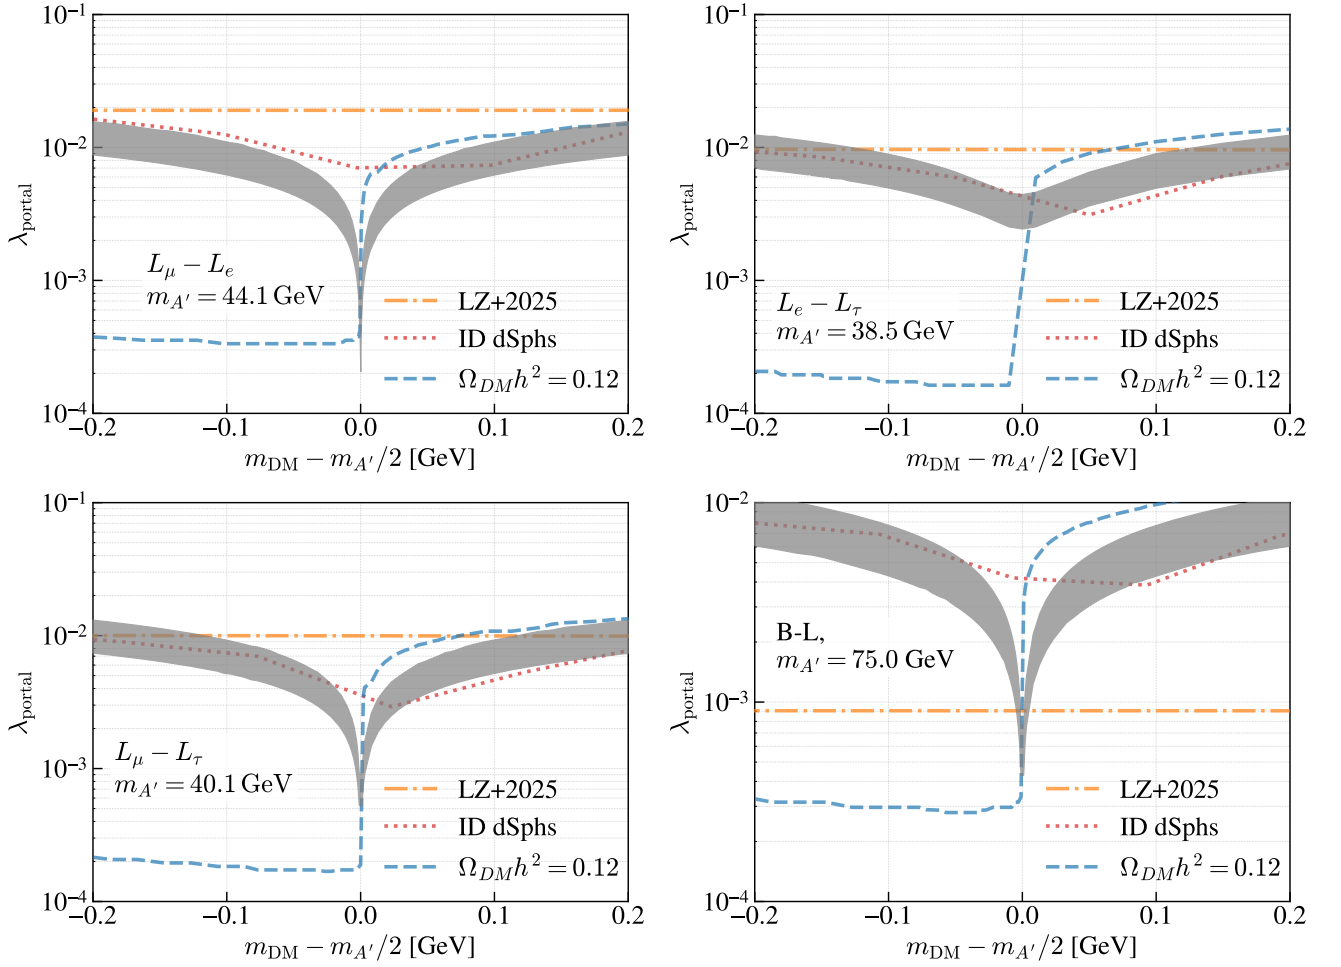 10⁻¹
10⁻²
10⁻³
10⁻⁴
λ_portal
L_μ − L_e
m_A′ = 44.1 GeV
LZ+2025
ID dSphs
Ω_DM h² = 0.12
−0.2 −0.1 0.0 0.1 0.2
m_DM − m_A′/2 [GeV]
10⁻¹
10⁻²
10⁻³
10⁻⁴
λ_portal
L_e − L_τ
m_A′ = 38.5 GeV
LZ+2025
ID dSphs
Ω_DM h² = 0.12
−0.2 −0.1 0.0 0.1 0.2
m_DM − m_A′/2 [GeV]
10⁻¹
10⁻²
10⁻³
10⁻⁴
λ_portal
L_μ − L_τ
m_A′ = 40.1 GeV
LZ+2025
ID dSphs
Ω_DM h² = 0.12
−0.2 −0.1 0.0 0.1 0.2
m_DM − m_A′/2 [GeV]
10⁻²
10⁻³
10⁻⁴
λ_portal
B-L,
m_A′ = 75.0 GeV
LZ+2025
ID dSphs
Ω_DM h² = 0.12
−0.2 −0.1 0.0 0.1 0.2
m_DM − m_A′/2 [GeV]